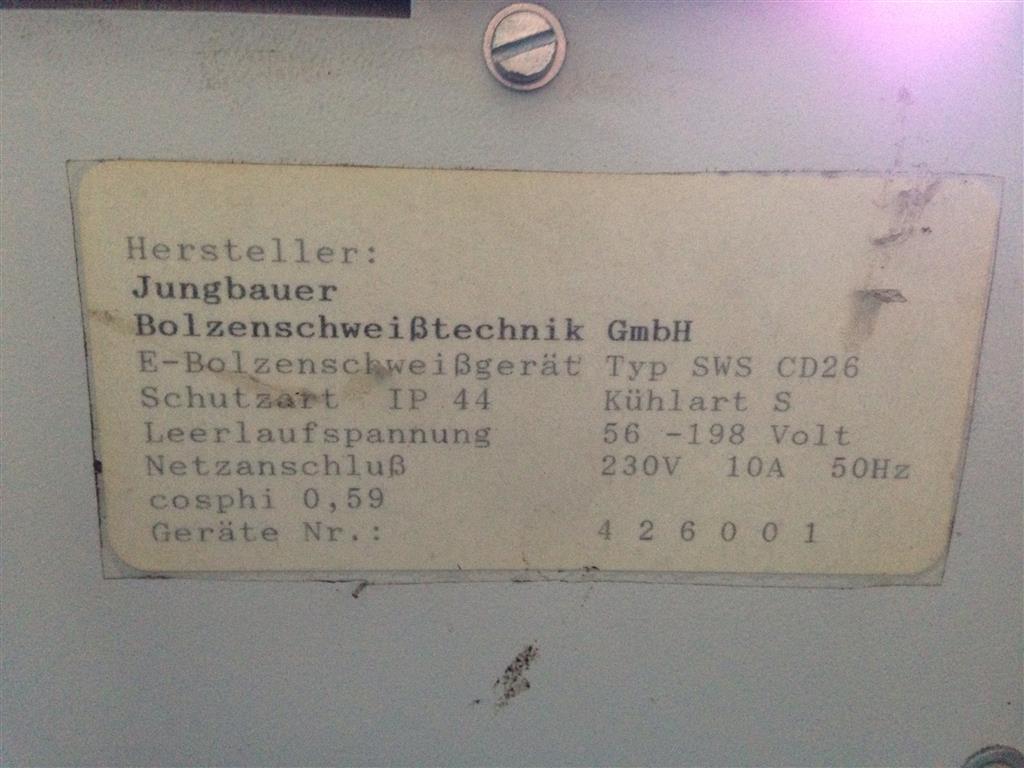 Hersteller:
Jungbauer
Bolzenschweißtechnik GmbH
E-Bolzenschweißgerät Typ SWS CD26
Schutzart IP 44 Kühlart S
Leerlaufspannung 56 -198 Volt
Netzanschluß 230V 10A 50Hz
cosphi 0,59
Geräte Nr.: 4 2 6 0 0 1